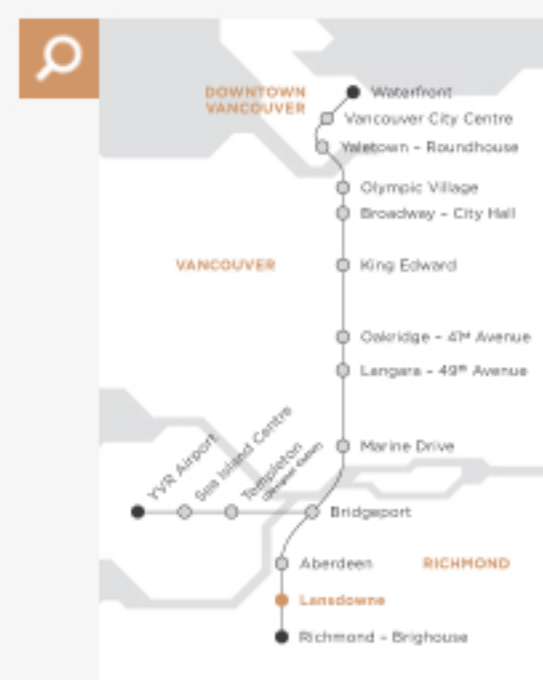 DOWNTOWN
VANCOUVER
Waterfront
Vancouver City Centre
Yaletown – Roundhouse
Olympic Village
Broadway – City Hall
VANCOUVER
King Edward
Oakridge – 41st Avenue
Langara – 49th Avenue
Marine Drive
YVR Airport
Sea Island Centre
Templeton
Bridgeport
Aberdeen
RICHMOND
Lansdowne
Richmond – Brighouse